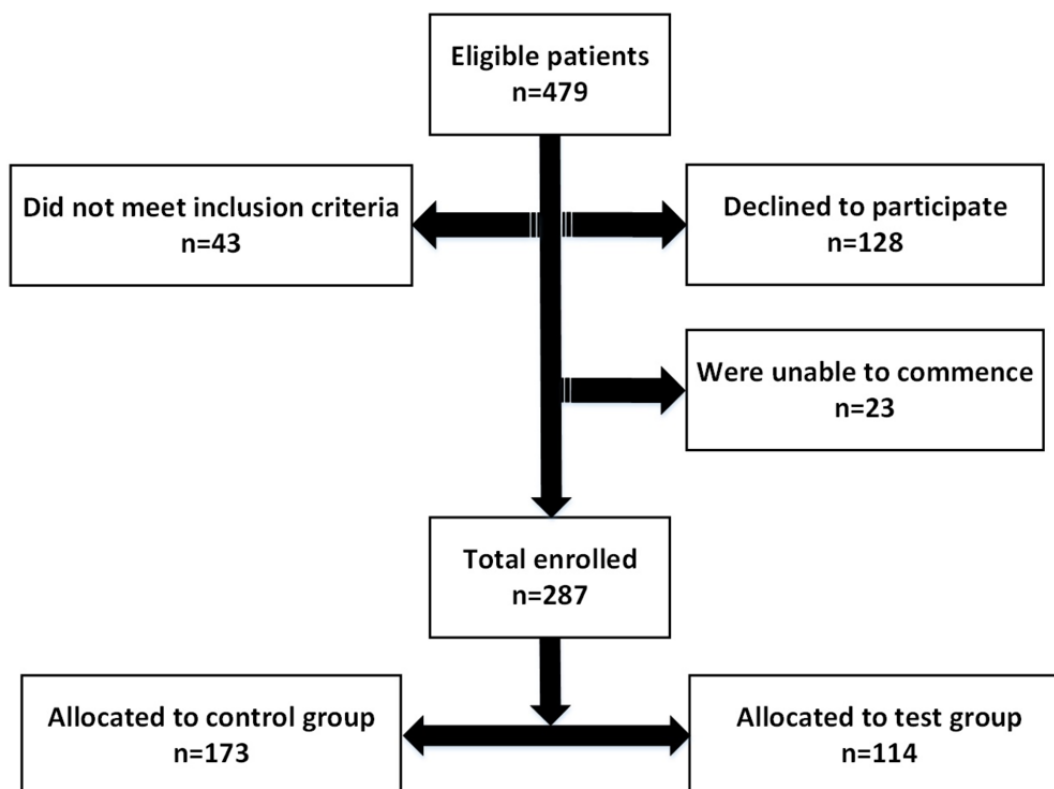 Eligible patients
n=479
Did not meet inclusion criteria
n=43
Declined to participate
n=128
Were unable to commence
n=23
Total enrolled
n=287
Allocated to control group
n=173
Allocated to test group
n=114